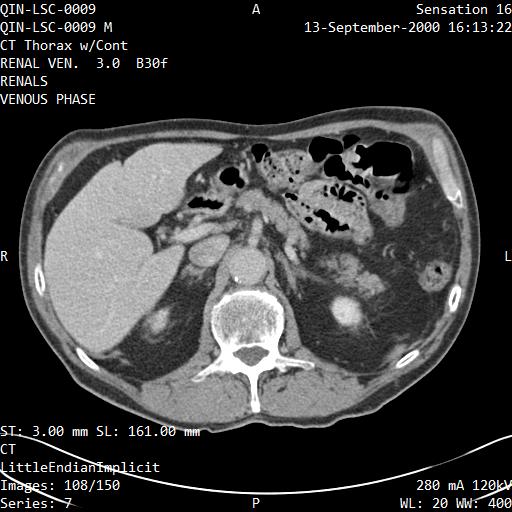 QIN-LSC-0009
A
Sensation 16
QIN-LSC-0009 M
13-September-2000 16:13:22
CT Thorax w/Cont
RENAL VEN. 3.0 B30f
RENALS
VENOUS PHASE
R
L
ST: 3.00 mm SL: 161.00 mm
CT
LittleEndianImplicit
Images: 108/150
280 mA 120kV
Series: 7
P
WL: 20 WW: 400